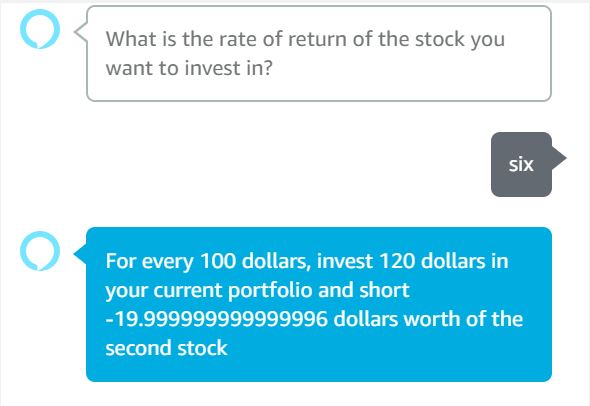 What is the rate of return of the stock you
want to invest in?
six
For every 100 dollars, invest 120 dollars in
your current portfolio and short
-19.999999999999996 dollars worth of the
second stock